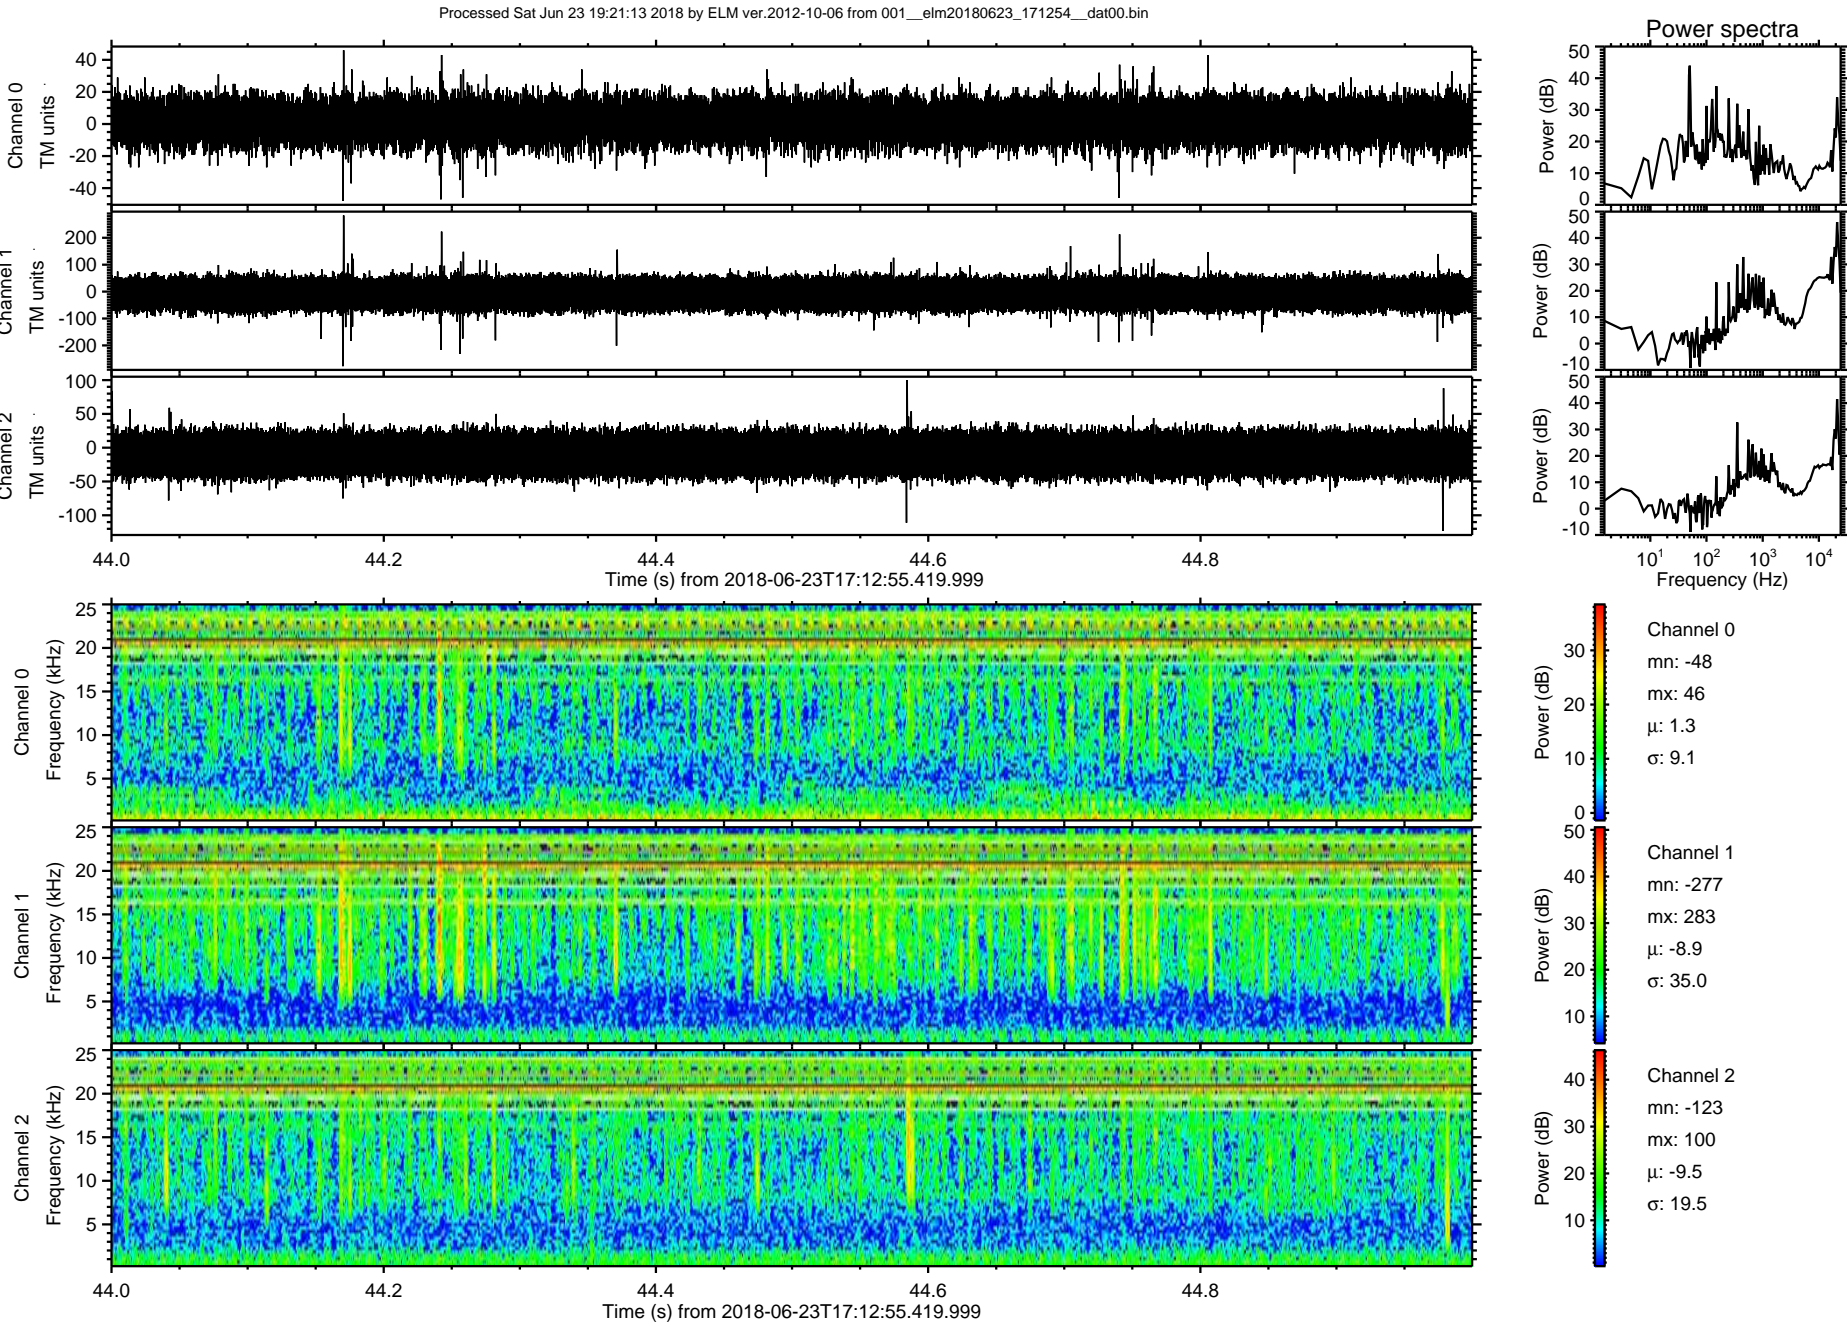 Processed Sat Jun 23 19:21:13 2018 by ELM ver.2012-10-06 from 001__elm20180623_171254__dat00.bin
Power spectra
Channel 0
TM units
40
20
0
-20
-40
Power (dB)
50
40
30
20
10
0
Channel 1
TM units
200
100
0
-100
-200
Power (dB)
50
40
30
20
10
0
-10
Channel 2
TM units
100
50
0
-50
-100
Power (dB)
50
40
30
20
10
0
-10
44.0 44.2 44.4 44.6 44.8
Time (s) from 2018-06-23T17:12:55.419.999
10¹ 10² 10³ 10⁴
Frequency (Hz)
Channel 0
Frequency (kHz)
25
20
15
10
5
Power (dB)
30
20
10
0
Channel 0
mn: -48
mx: 46
μ: 1.3
σ: 9.1
Channel 1
Frequency (kHz)
25
20
15
10
5
Power (dB)
50
40
30
20
10
Channel 1
mn: -277
mx: 283
μ: -8.9
σ: 35.0
Channel 2
Frequency (kHz)
25
20
15
10
5
Power (dB)
40
30
20
10
Channel 2
mn: -123
mx: 100
μ: -9.5
σ: 19.5
44.0 44.2 44.4 44.6 44.8
Time (s) from 2018-06-23T17:12:55.419.999